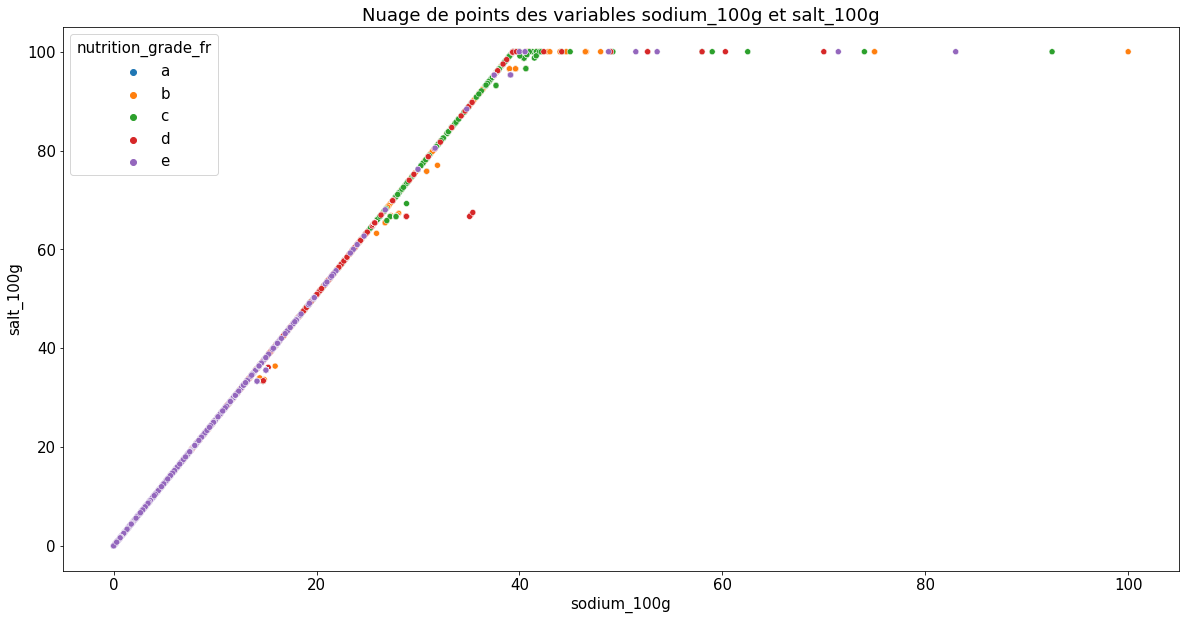 Nuage de points des variables sodium_100g et salt_100g
nutrition_grade_fr
a
b
c
d
e
100
80
60
40
20
0
salt_100g
0 20 40 60 80 100
sodium_100g